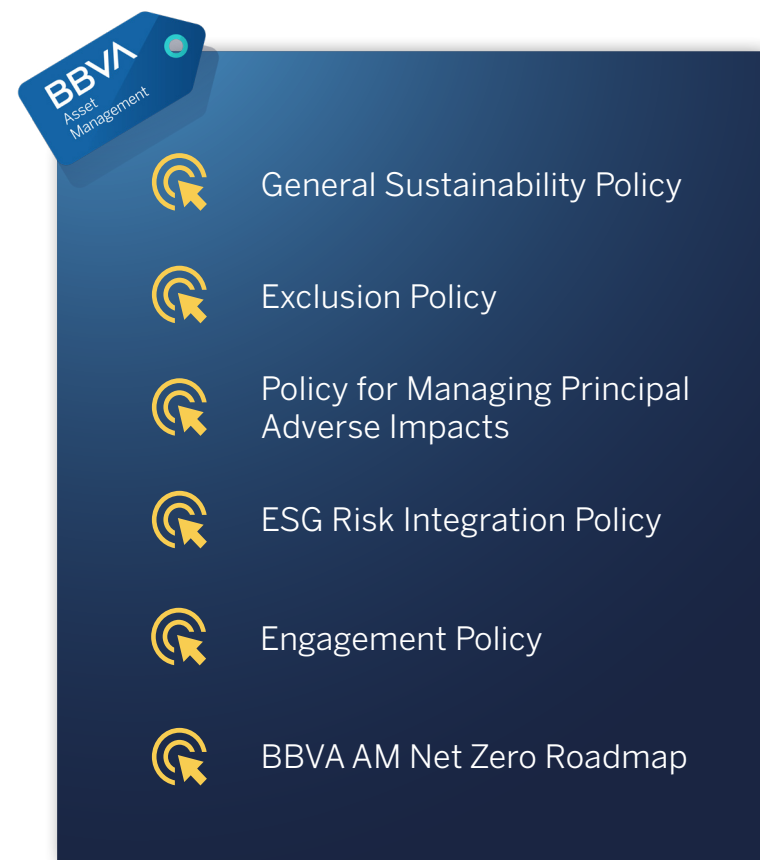 BBVA
Asset
Management
General Sustainability Policy
Exclusion Policy
Policy for Managing Principal
Adverse Impacts
ESG Risk Integration Policy
Engagement Policy
BBVA AM Net Zero Roadmap